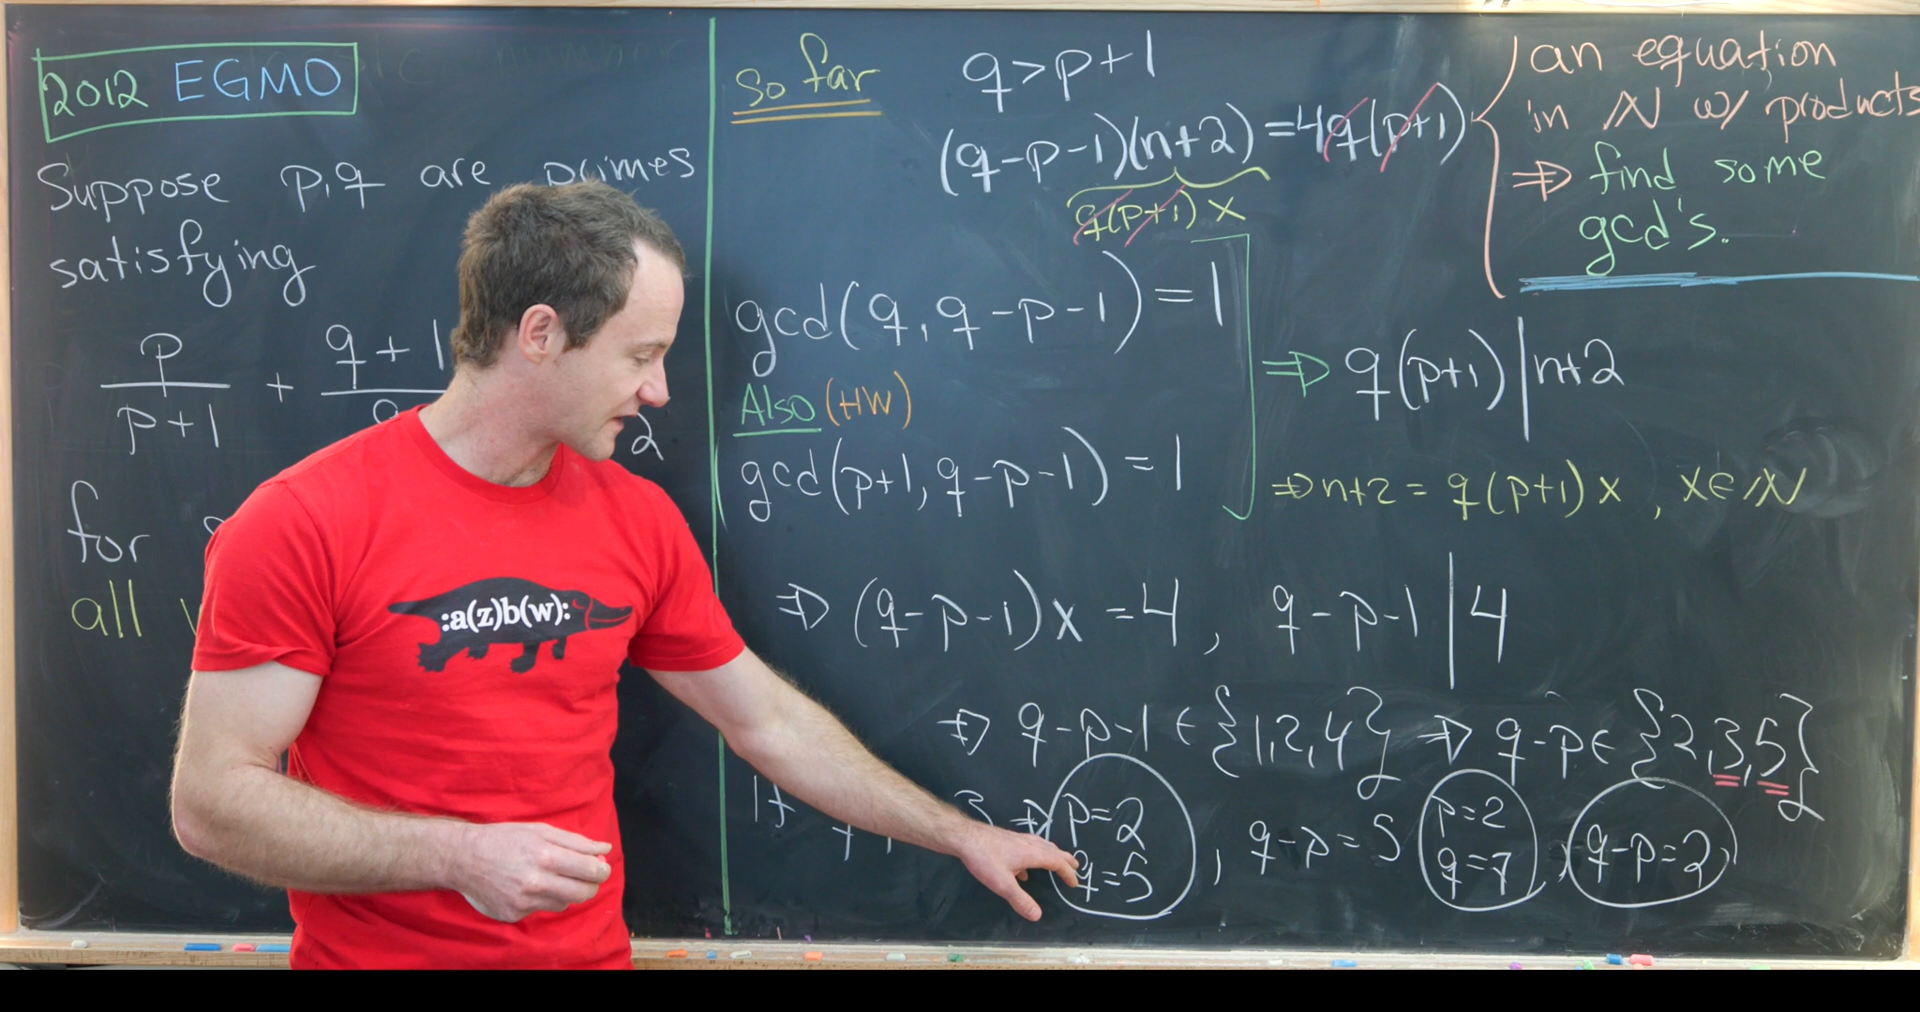 2012 EGMO
Suppose p,q are primes
satisfying
p/(p+1) + q+1
2
for
all
So far
q>p+1
(q-p-1)(n+2)=4q(p+1)
q(p+1)x
an equation
in ℕ w/ products
⇒ find some
gcd's.
gcd(q,q-p-1)=1
Also (HW)
gcd(p+1,q-p-1)=1
⇒ q(p+1)|n+2
⇒n+2=q(p+1)x, x∈ℕ
⇒ (q-p-1)x=4, q-p-1|4
⇒ q-p-1∈{1,2,4} ⇒ q-p∈{2,3,5}
If 3 ⇒ p=2 q=5, q-p=5 p=2 q=7, q-p=2,
:a(z)b(w):